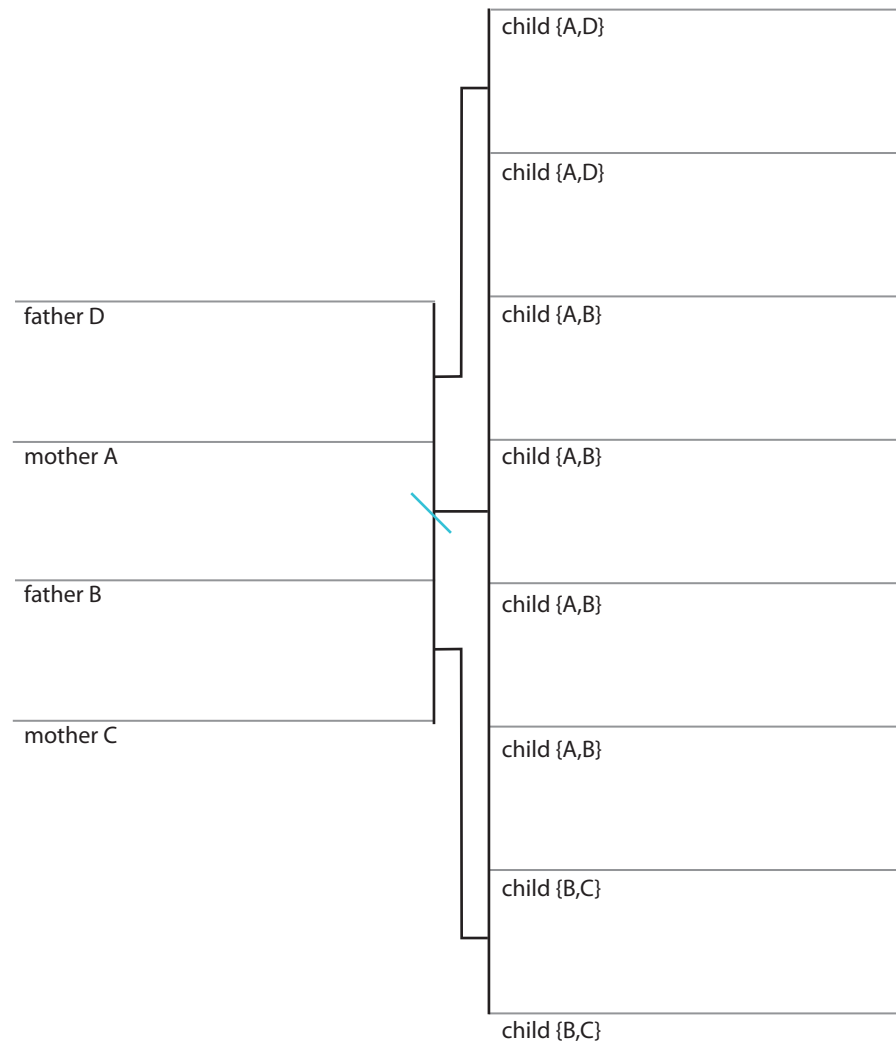 child {A,D}
child {A,D}
child {A,B}
child {A,B}
child {A,B}
child {A,B}
child {B,C}
child {B,C}
father D
mother A
father B
mother C